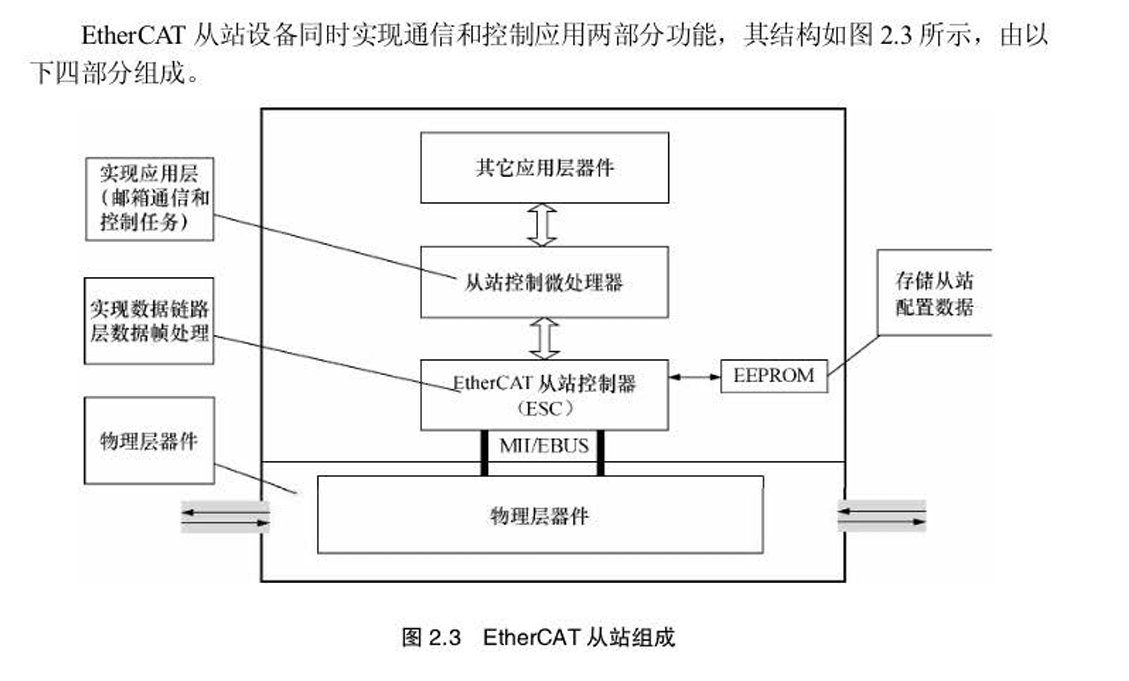 EtherCAT 从站设备同时实现通信和控制应用两部分功能，其结构如图 2.3 所示，由以
下四部分组成。
其它应用层器件
实现应用层
（邮箱通信和
控制任务）
从站控制微处理器
存储从站
配置数据
实现数据链路
层数据帧处理
EtherCAT 从站控制器
（ESC）
EEPROM
MII/EBUS
物理层器件
物理层器件
图 2.3 EtherCAT 从站组成